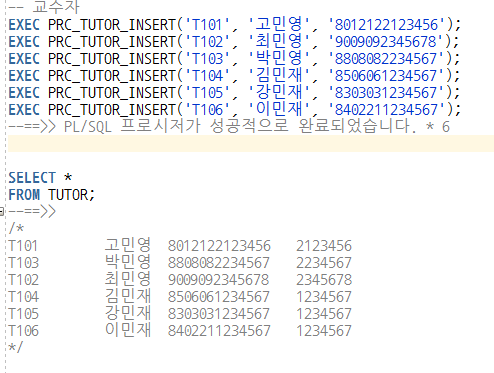 -- 교수자
EXEC PRC_TUTOR_INSERT('T101', '고민영', '8012122123456');
EXEC PRC_TUTOR_INSERT('T102', '최민영', '9009092345678');
EXEC PRC_TUTOR_INSERT('T103', '박민영', '8808082234567');
EXEC PRC_TUTOR_INSERT('T104', '김민재', '8506061234567');
EXEC PRC_TUTOR_INSERT('T105', '강민재', '8303031234567');
EXEC PRC_TUTOR_INSERT('T106', '이민재', '8402211234567');
--==>> PL/SQL 프로시저가 성공적으로 완료되었습니다. * 6
SELECT *
FROM TUTOR;
--==>>
/*
T101 고민영 8012122123456 2123456
T103 박민영 8808082234567 2234567
T102 최민영 9009092345678 2345678
T104 김민재 8506061234567 1234567
T105 강민재 8303031234567 1234567
T106 이민재 8402211234567 1234567
*/